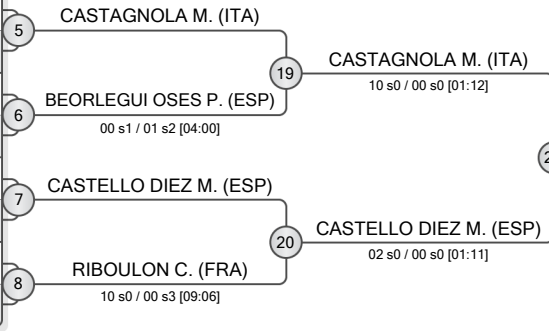 5
CASTAGNOLA M. (ITA)
19
CASTAGNOLA M. (ITA)
10 s0 / 00 s0 [01:12]
6
BEORLEGUI OSES P. (ESP)
00 s1 / 01 s2 [04:00]
7
CASTELLO DIEZ M. (ESP)
20
CASTELLO DIEZ M. (ESP)
02 s0 / 00 s0 [01:11]
8
RIBOULON C. (FRA)
10 s0 / 00 s3 [09:06]